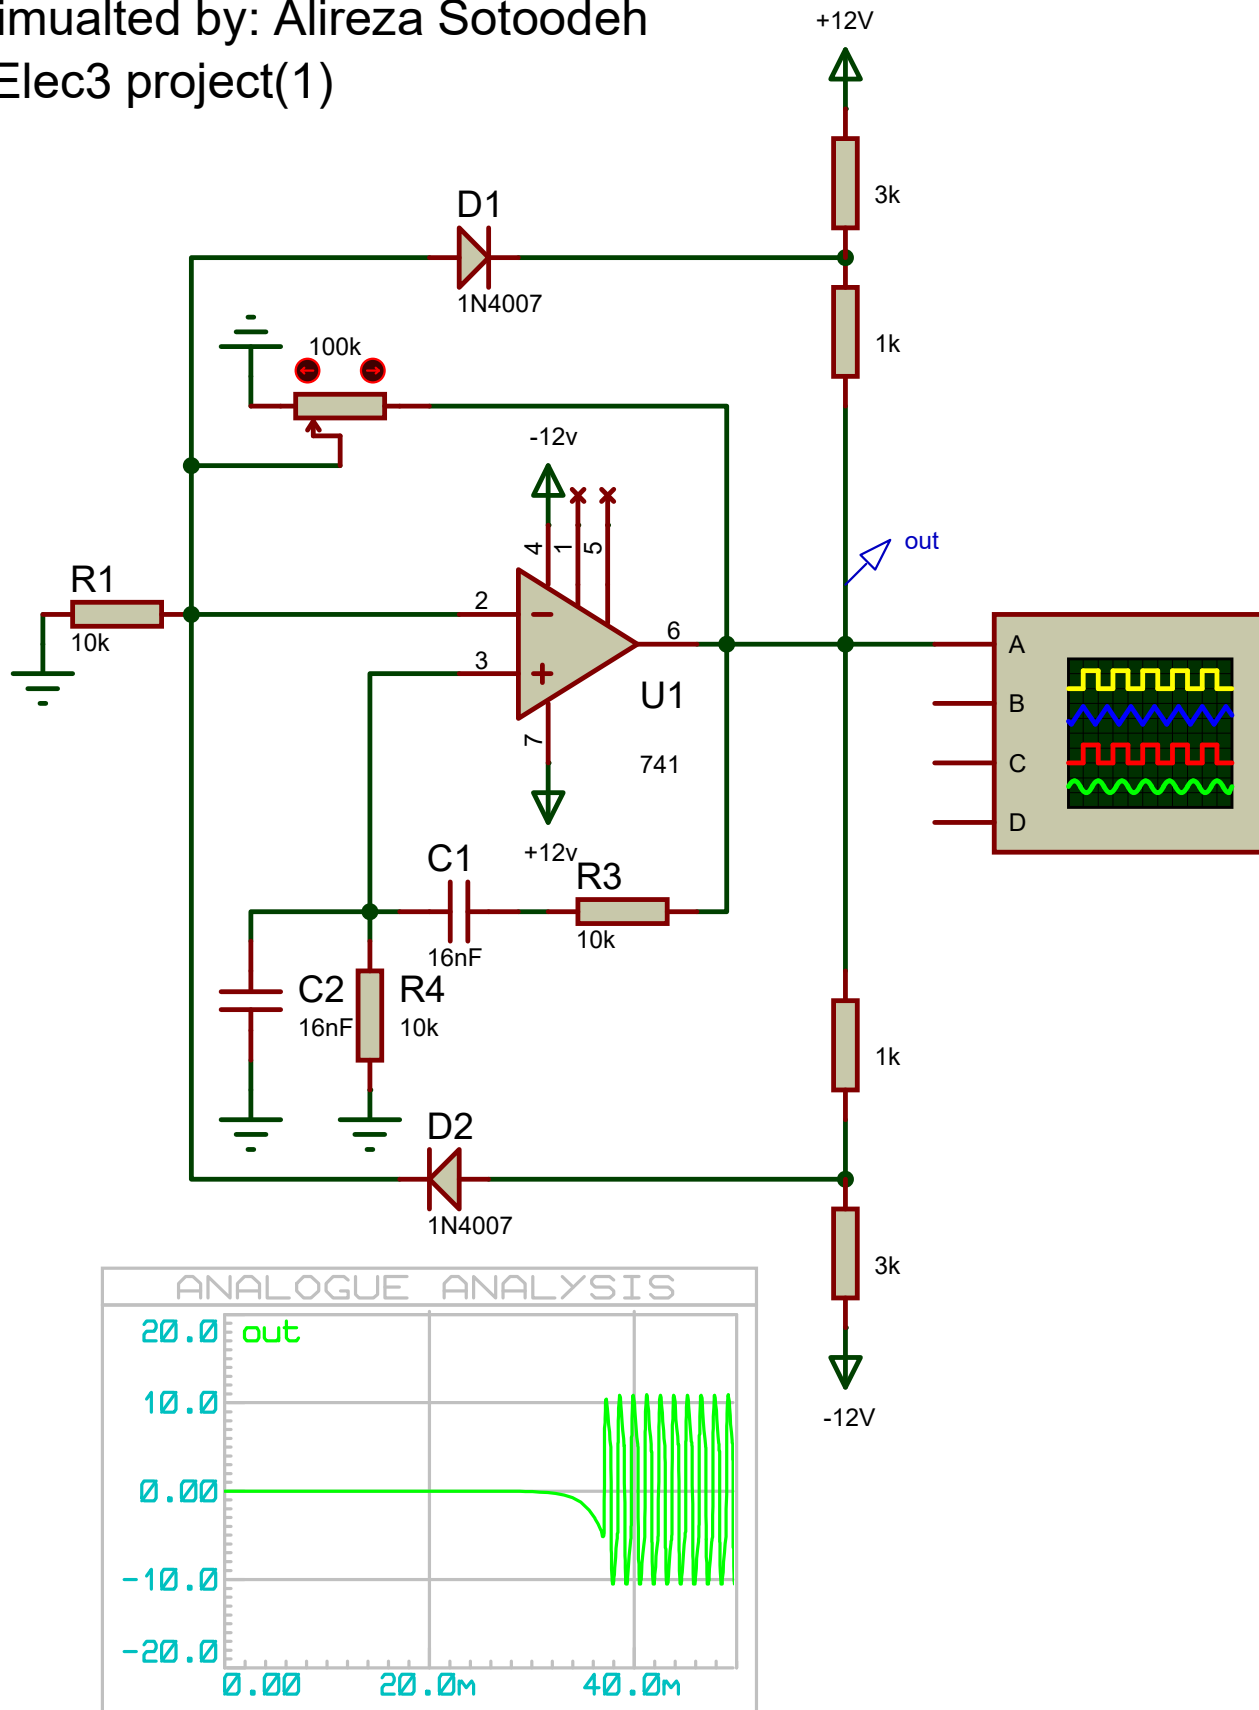 imualted by: Alireza Sotoodeh
Elec3 project(1)
+12V
3k
D1
1N4007
100k
1k
-12v
4
1
5
out
R1
10k
2
3
6
U1
741
7
+12v
A
B
C
D
C1
16nF
R3
10k
C2
16nF
R4
10k
1k
D2
1N4007
3k
-12V
ANALOGUE ANALYSIS
20.0
out
10.0
0.00
-10.0
-20.0
0.00 20.0m 40.0m